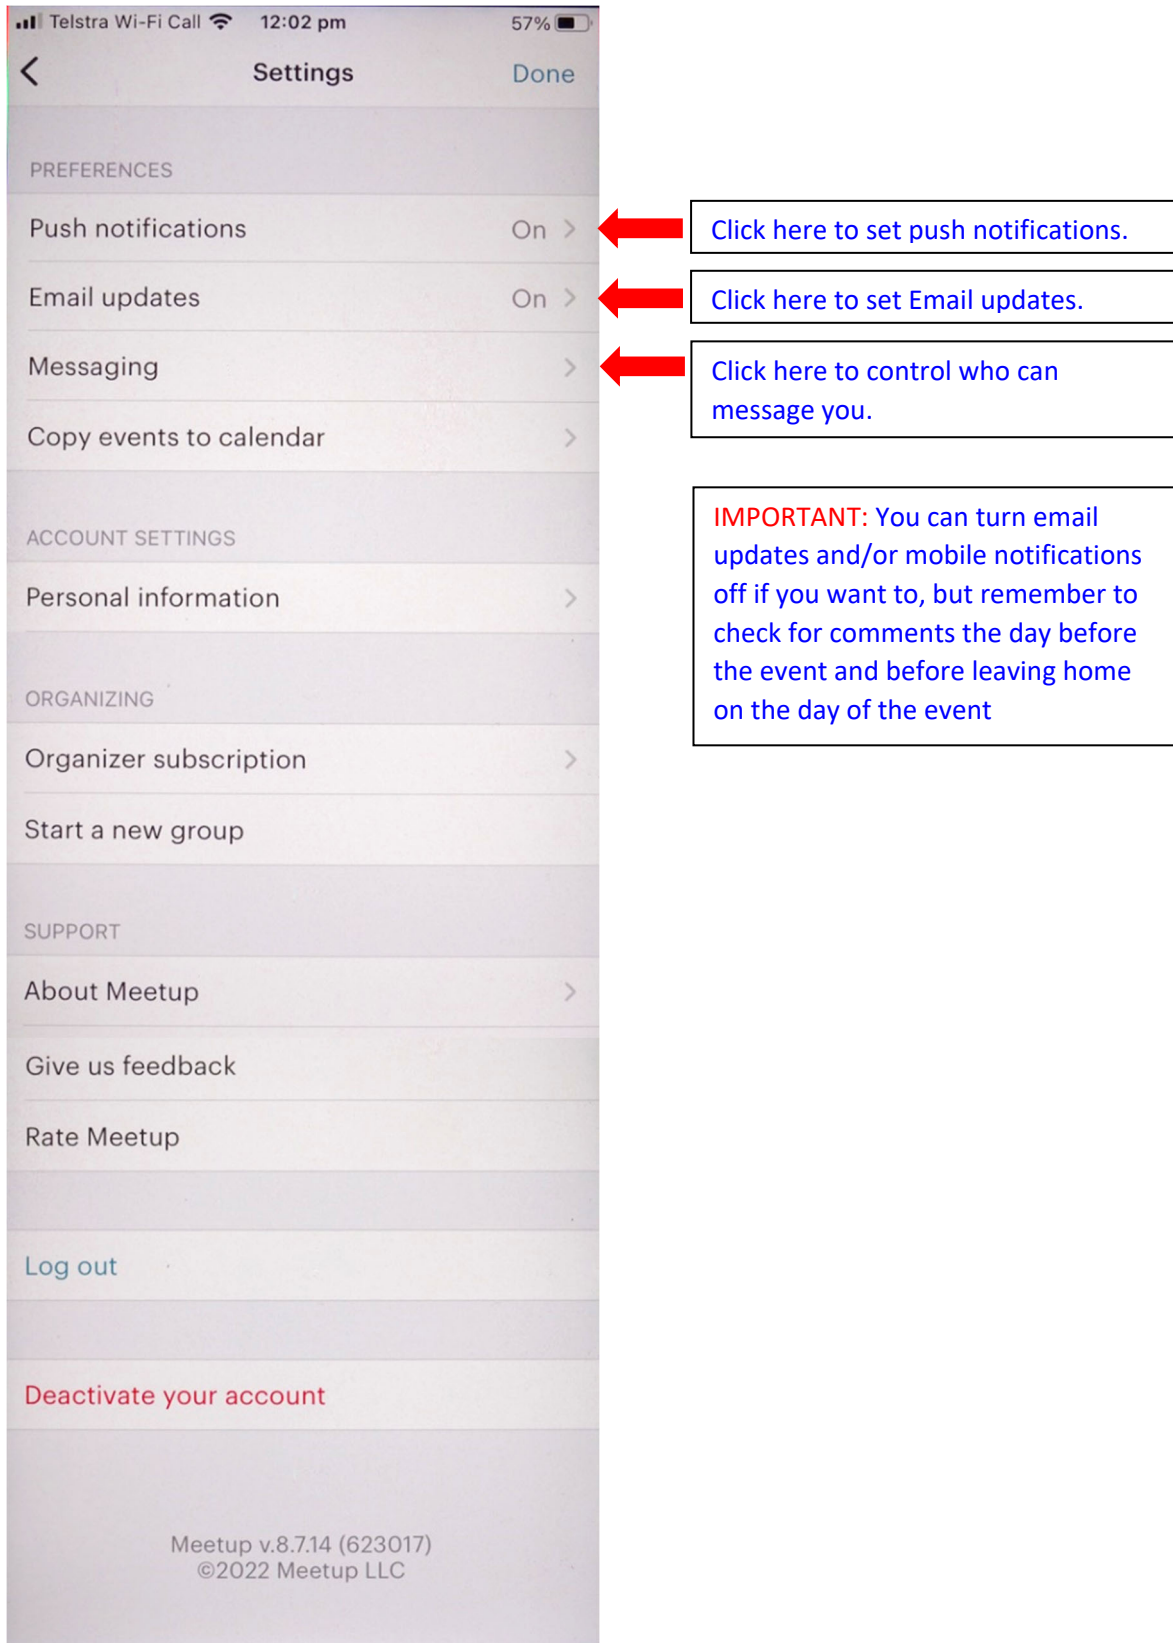 Telstra Wi-Fi Call 12:02 pm 57%
Settings Done
PREFERENCES
Push notifications On
Click here to set push notifications.
Email updates On
Click here to set Email updates.
Messaging
Click here to control who can
message you.
Copy events to calendar
IMPORTANT: You can turn email
updates and/or mobile notifications
off if you want to, but remember to
check for comments the day before
the event and before leaving home
on the day of the event
ACCOUNT SETTINGS
Personal information
ORGANIZING
Organizer subscription
Start a new group
SUPPORT
About Meetup
Give us feedback
Rate Meetup
Log out
Deactivate your account
Meetup v.8.7.14 (623017)
©2022 Meetup LLC